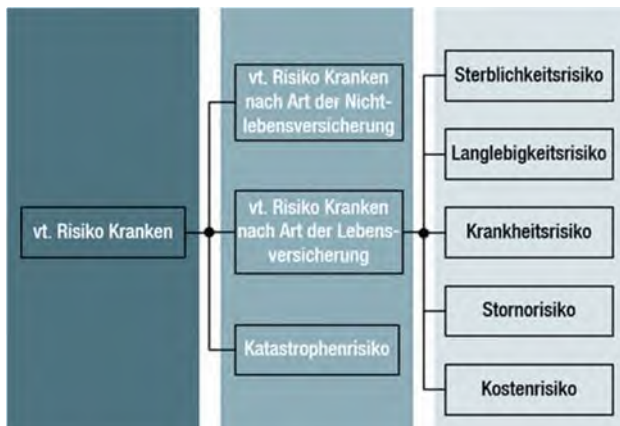 vt. Risiko Kranken
vt. Risiko Kranken
nach Art der Nicht-
lebensversicherung
vt. Risiko Kranken
nach Art der Lebens-
versicherung
Katastrophenrisiko
Sterblichkeitsrisiko
Langlebigkeitsrisiko
Krankheitsrisiko
Stornorisiko
Kostenrisiko